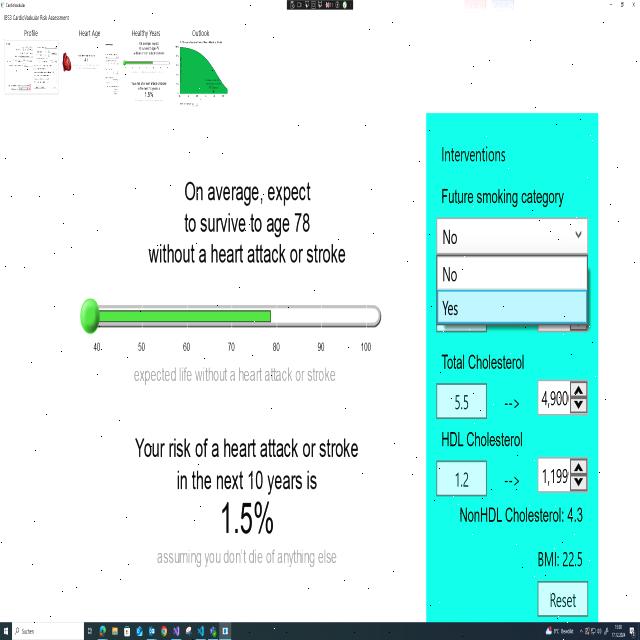 CardioVascular
JBS3 CardioVascular Risk Assessment
Profile
Heart Age
Healthy Years
Outlook
On average, expect
to survive to age 78
without a heart attack or stroke
40 50 60 70 80 90 100
expected life without a heart attack or stroke
Your risk of a heart attack or stroke
in the next 10 years is
1.5%
assuming you don't die of anything else
Interventions
Future smoking category
No
No
Yes
Total Cholesterol
5.5 --> 4,900
HDL Cholesterol
1.2 --> 1,199
NonHDL Cholesterol: 4.3
BMI: 22.5
Reset
Suchen
8°C Bewölkt